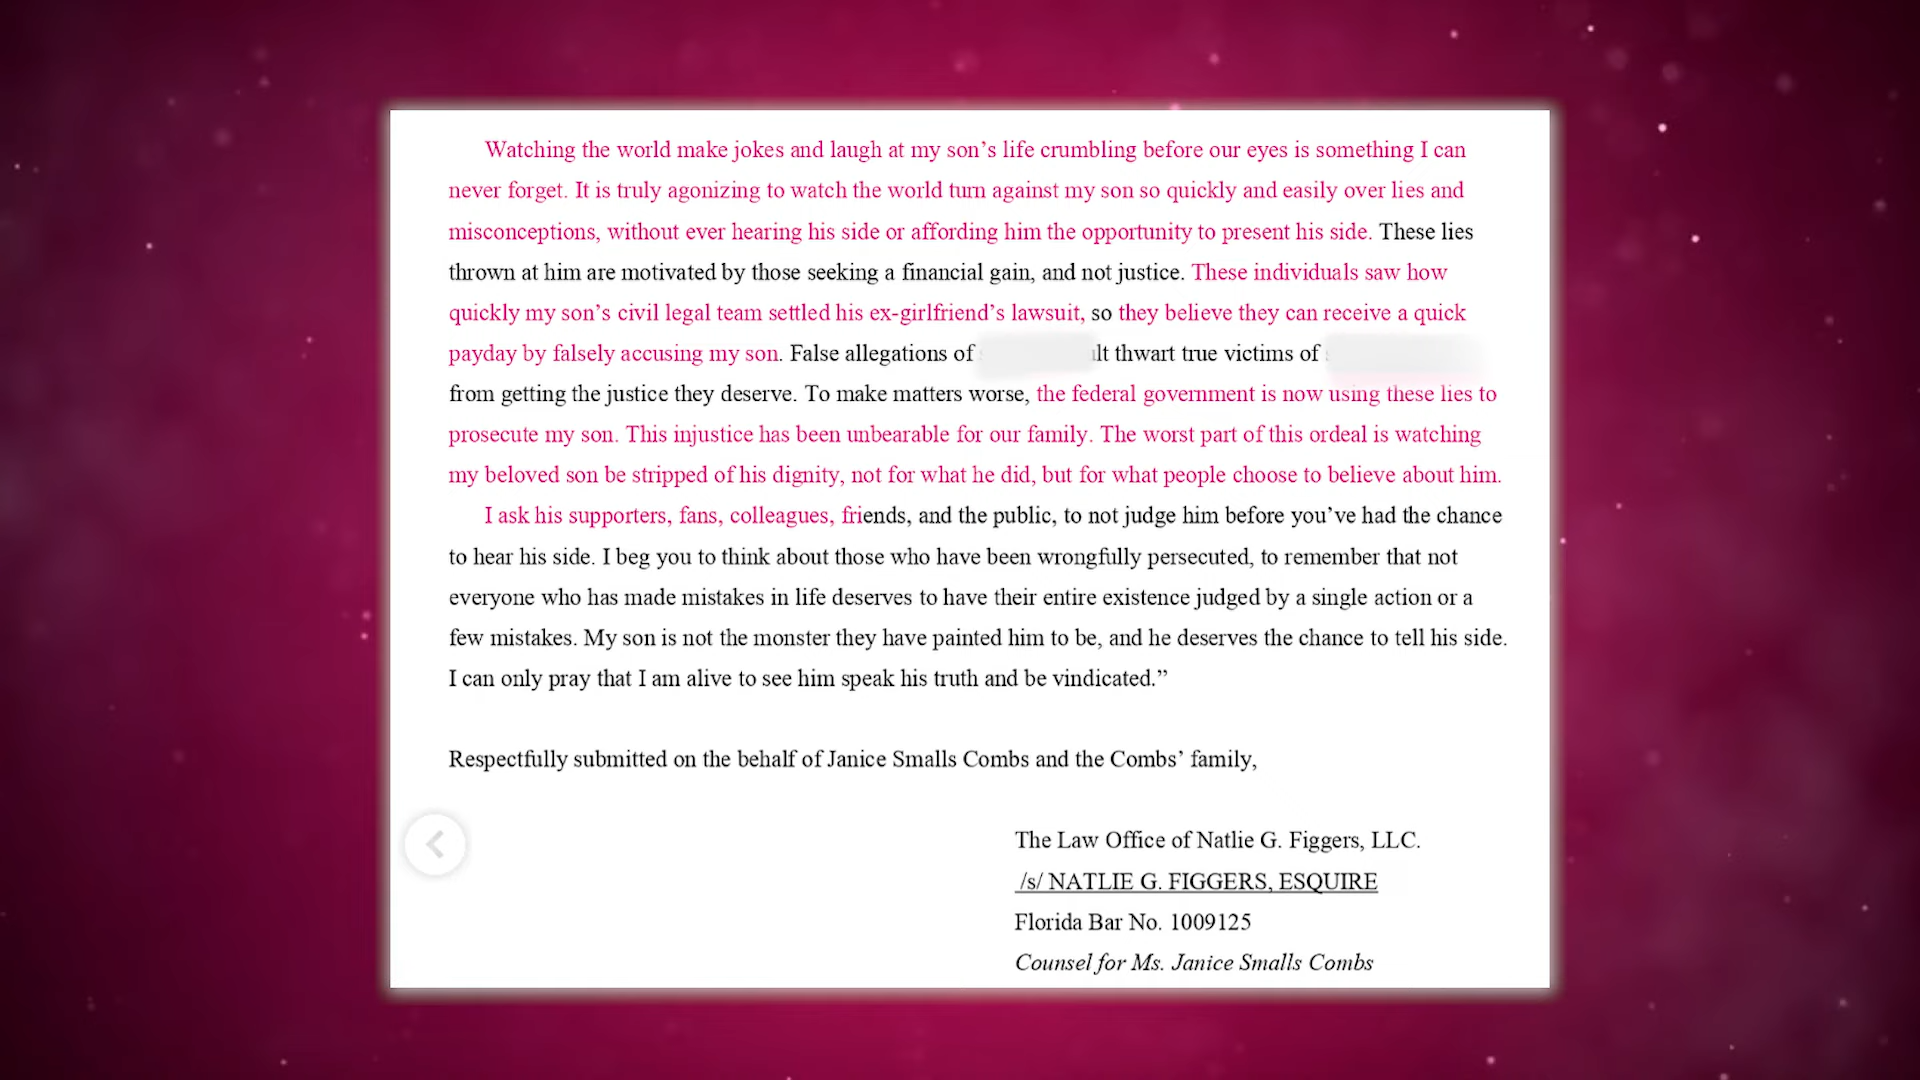 Watching the world make jokes and laugh at my son’s life crumbling before our eyes is something I can
never forget. It is truly agonizing to watch the world turn against my son so quickly and easily over lies and
misconceptions, without ever hearing his side or affording him the opportunity to present his side. These lies
thrown at him are motivated by those seeking a financial gain, and not justice. These individuals saw how
quickly my son’s civil legal team settled his ex-girlfriend’s lawsuit, so they believe they can receive a quick
payday by falsely accusing my son. False allegations of lt thwart true victims of
from getting the justice they deserve. To make matters worse, the federal government is now using these lies to
prosecute my son. This injustice has been unbearable for our family. The worst part of this ordeal is watching
my beloved son be stripped of his dignity, not for what he did, but for what people choose to believe about him.
I ask his supporters, fans, colleagues, friends, and the public, to not judge him before you’ve had the chance
to hear his side. I beg you to think about those who have been wrongfully persecuted, to remember that not
everyone who has made mistakes in life deserves to have their entire existence judged by a single action or a
few mistakes. My son is not the monster they have painted him to be, and he deserves the chance to tell his side.
I can only pray that I am alive to see him speak his truth and be vindicated.”
Respectfully submitted on the behalf of Janice Smalls Combs and the Combs’ family,
The Law Office of Natlie G. Figgers, LLC.
/s/ NATLIE G. FIGGERS, ESQUIRE
Florida Bar No. 1009125
Counsel for Ms. Janice Smalls Combs